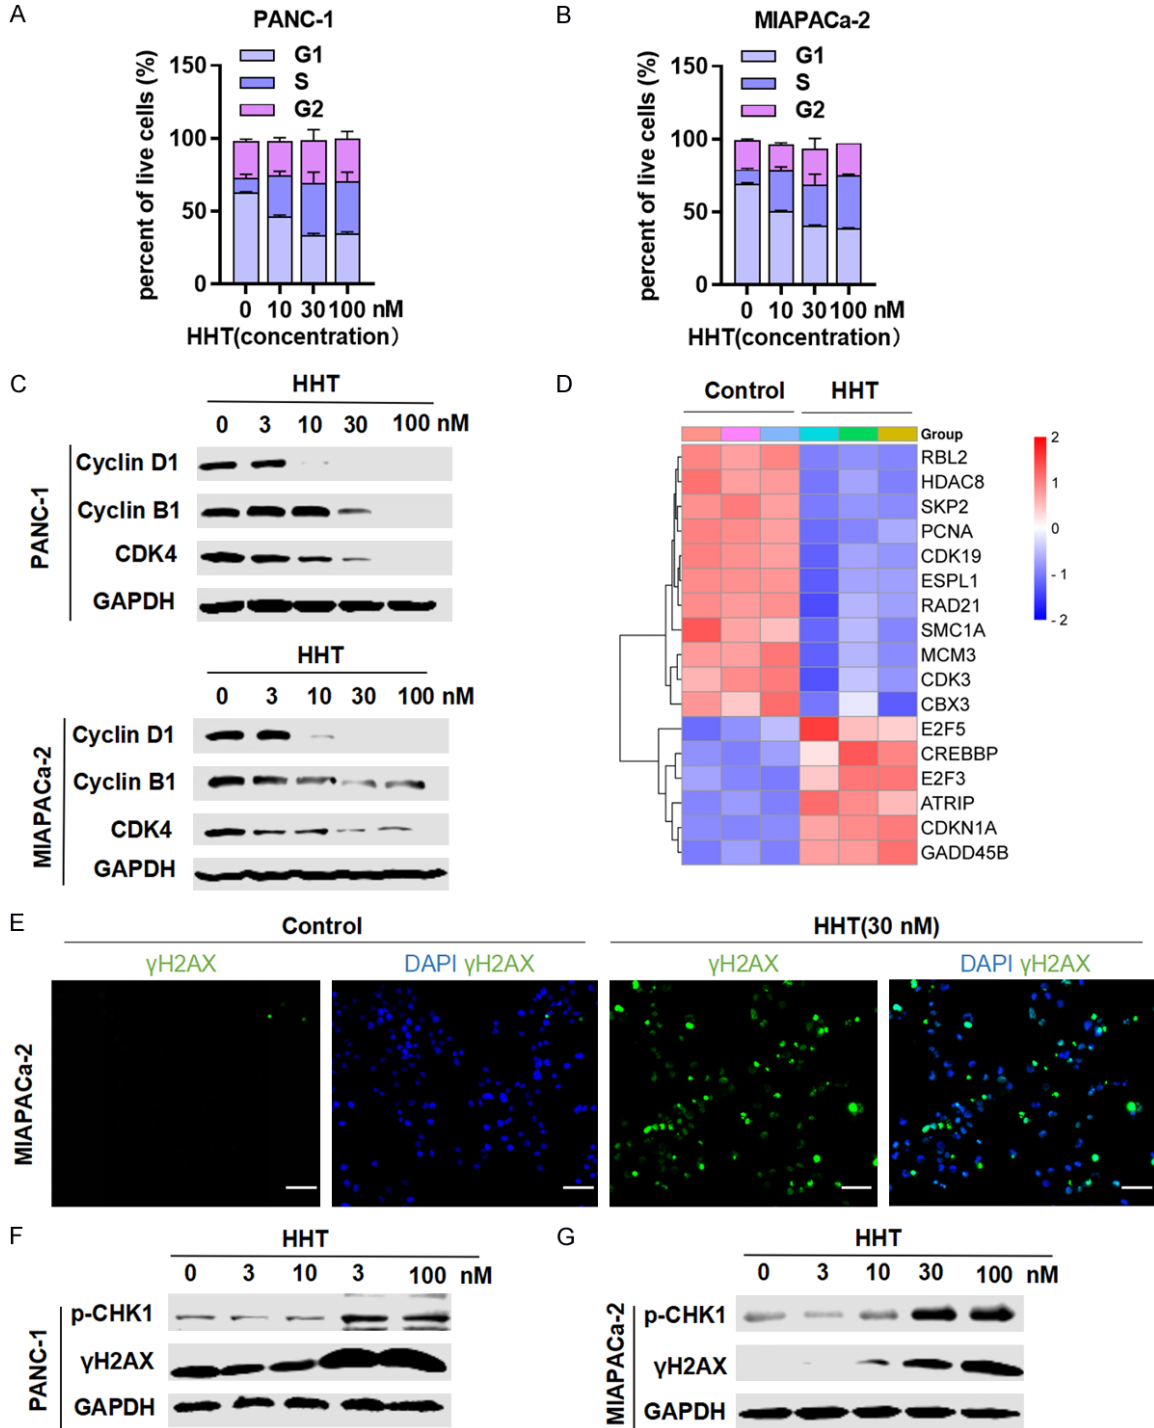 A
PANC-1
percent of live cells (%)
150
100
50
0
G1
S
G2
0 10 30 100 nM
HHT(concentration)
B
MIAPACa-2
percent of live cells (%)
150
100
50
0
G1
S
G2
0 10 30 100 nM
HHT(concentration)
C
HHT
0 3 10 30 100 nM
PANC-1
Cyclin D1
Cyclin B1
CDK4
GAPDH
HHT
0 3 10 30 100 nM
MIAPACa-2
Cyclin D1
Cyclin B1
CDK4
GAPDH
D
Control HHT
Group
RBL2
HDAC8
SKP2
PCNA
CDK19
ESPL1
RAD21
SMC1A
MCM3
CDK3
CBX3
E2F5
CREBBP
E2F3
ATRIP
CDKN1A
GADD45B
2
1
0
- 1
- 2
E
Control HHT(30 nM)
γH2AX DAPI γH2AX γH2AX DAPI γH2AX
MIAPACa-2
F
HHT
0 3 10 3 100 nM
PANC-1
p-CHK1
γH2AX
GAPDH
G
HHT
0 3 10 30 100 nM
MIAPACa-2
p-CHK1
γH2AX
GAPDH